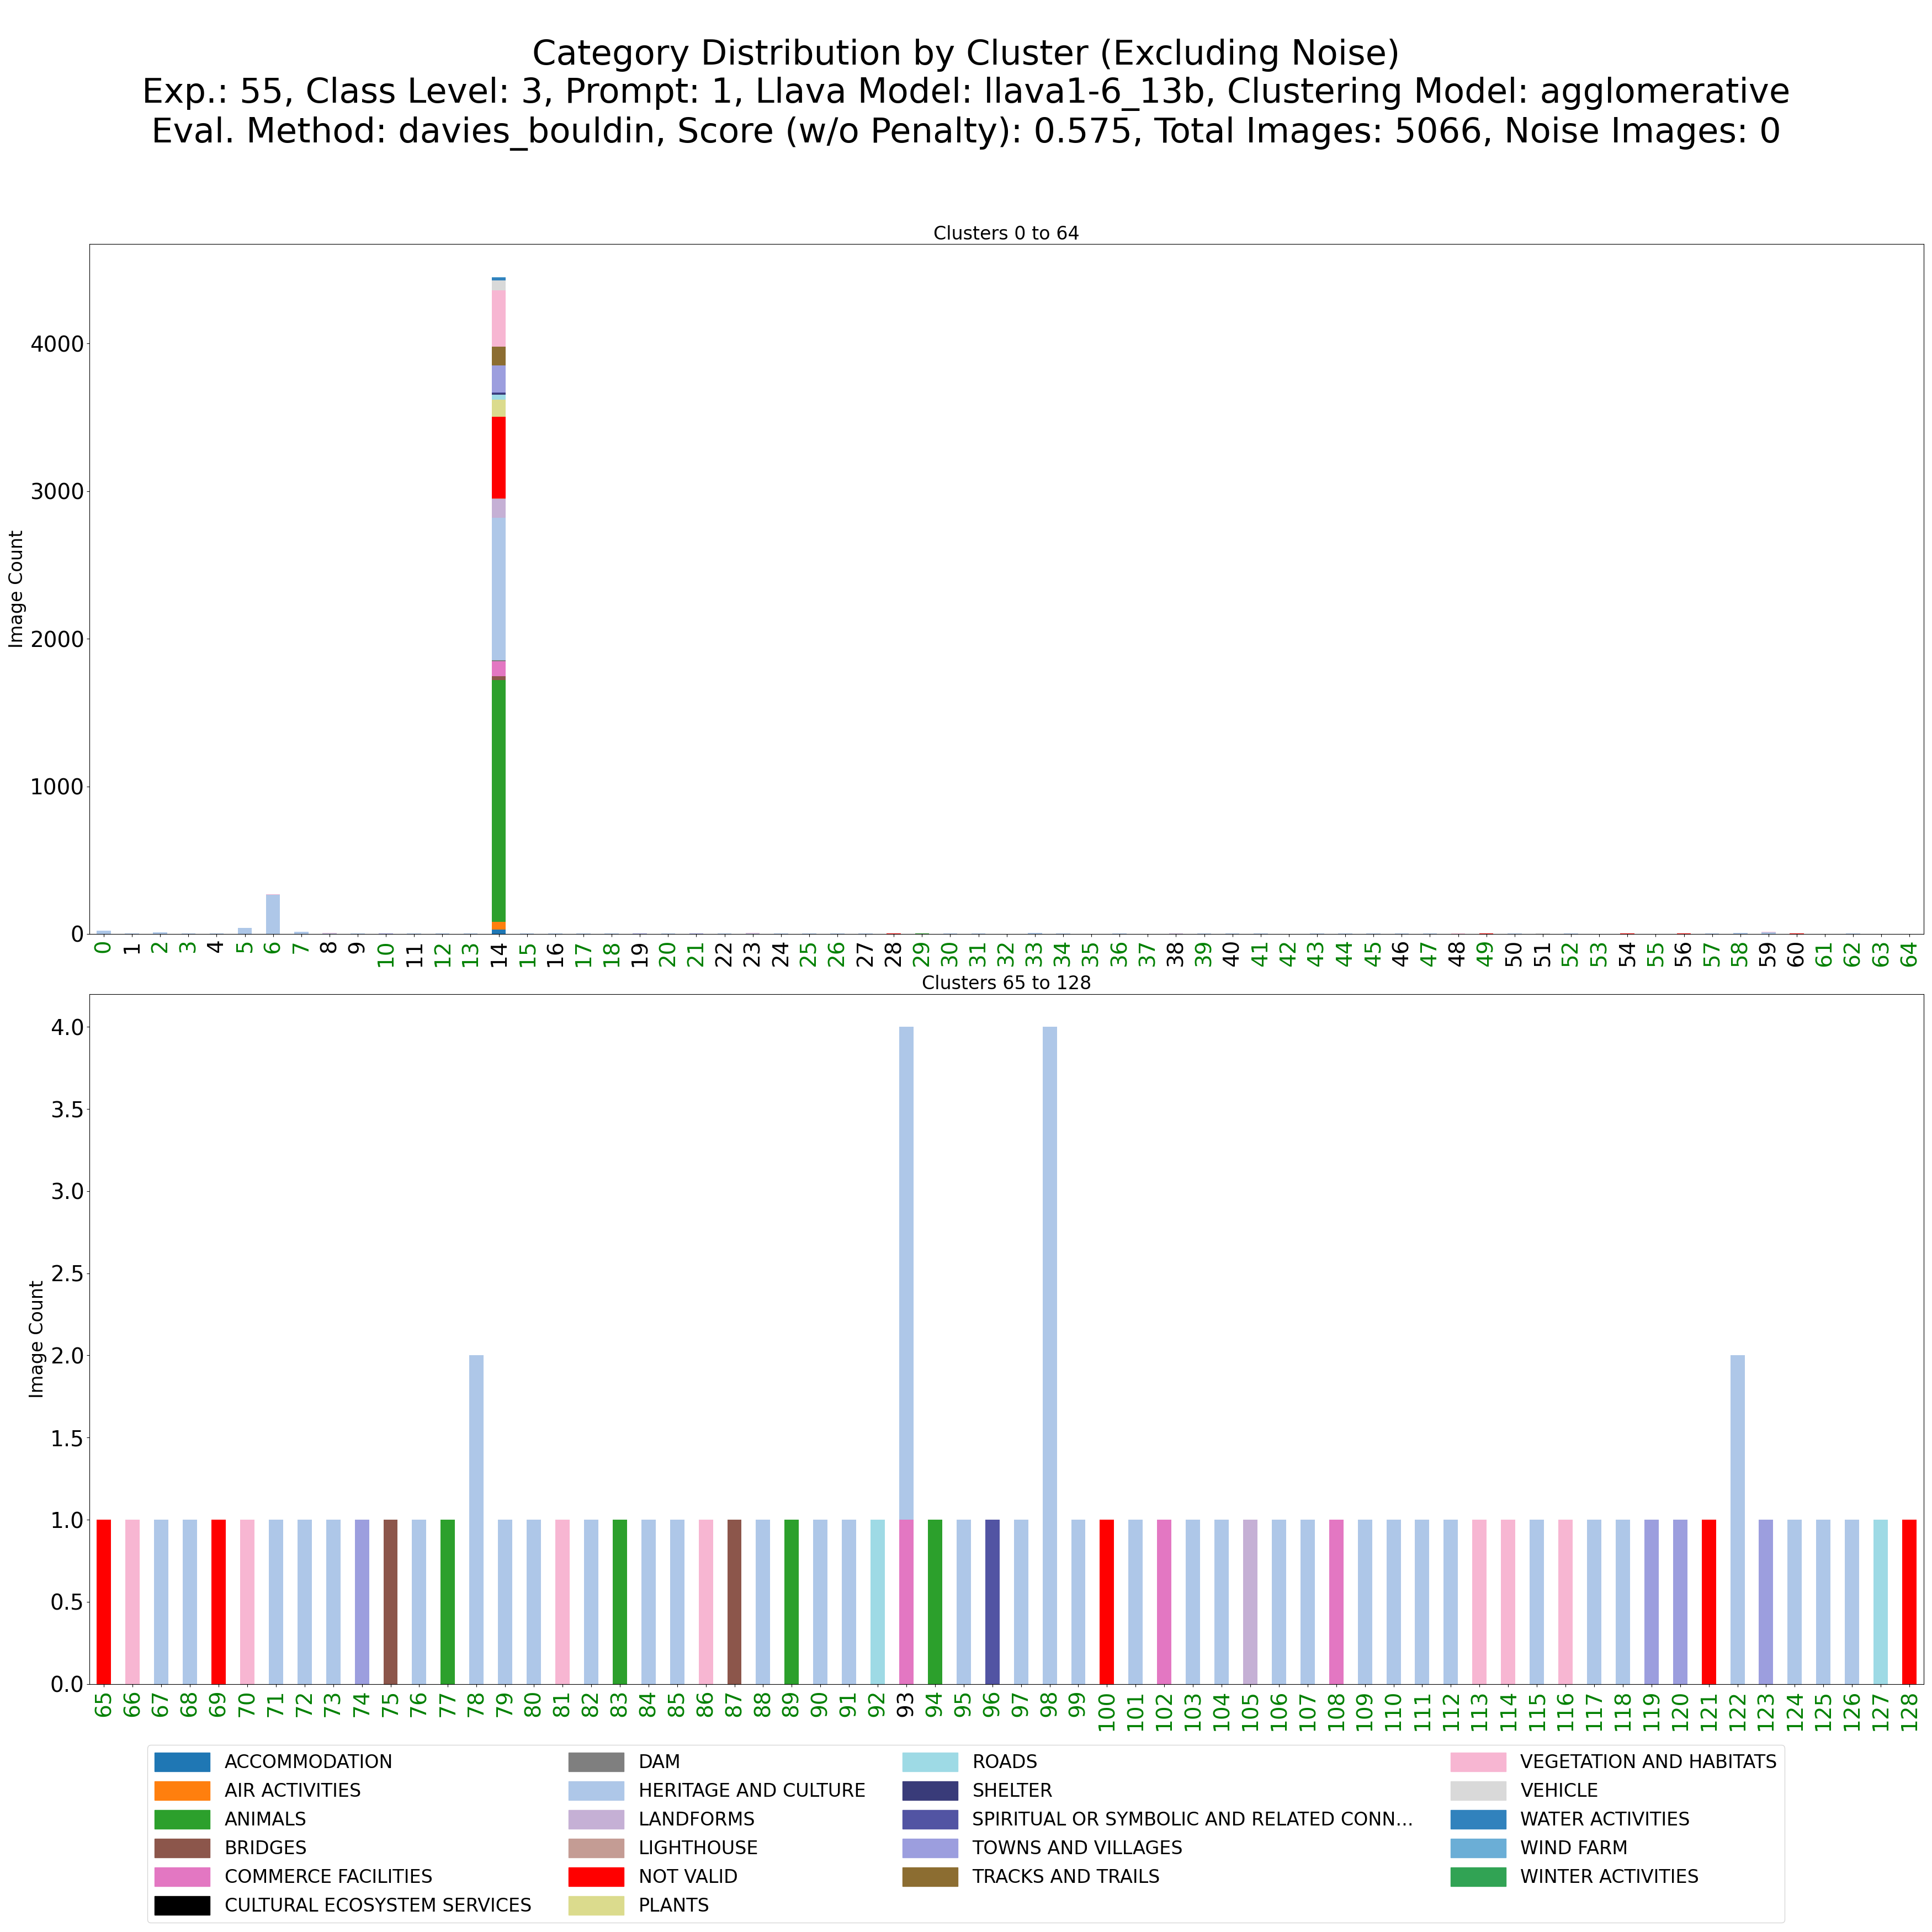 Category Distribution by Cluster (Excluding Noise)
Exp.: 55, Class Level: 3, Prompt: 1, Llava Model: llava1-6_13b, Clustering Model: agglomerative
Eval. Method: davies_bouldin, Score (w/o Penalty): 0.575, Total Images: 5066, Noise Images: 0
Clusters 0 to 64
Image Count
4000
3000
2000
1000
0
0 1 2 3 4 5 6 7 8 9 10 11 12 13 14 15 16 17 18 19 20 21 22 23 24 25 26 27 28 29 30 31 32 33 34 35 36 37 38 39 40 41 42 43 44 45 46 47 48 49 50 51 52 53 54 55 56 57 58 59 60 61 62 63 64
Clusters 65 to 128
Image Count
4.0
3.5
3.0
2.5
2.0
1.5
1.0
0.5
0.0
65 66 67 68 69 70 71 72 73 74 75 76 77 78 79 80 81 82 83 84 85 86 87 88 89 90 91 92 93 94 95 96 97 98 99 100 101 102 103 104 105 106 107 108 109 110 111 112 113 114 115 116 117 118 119 120 121 122 123 124 125 126 127 128
ACCOMMODATION
AIR ACTIVITIES
ANIMALS
BRIDGES
COMMERCE FACILITIES
CULTURAL ECOSYSTEM SERVICES
DAM
HERITAGE AND CULTURE
LANDFORMS
LIGHTHOUSE
NOT VALID
PLANTS
ROADS
SHELTER
SPIRITUAL OR SYMBOLIC AND RELATED CONN...
TOWNS AND VILLAGES
TRACKS AND TRAILS
VEGETATION AND HABITATS
VEHICLE
WATER ACTIVITIES
WIND FARM
WINTER ACTIVITIES